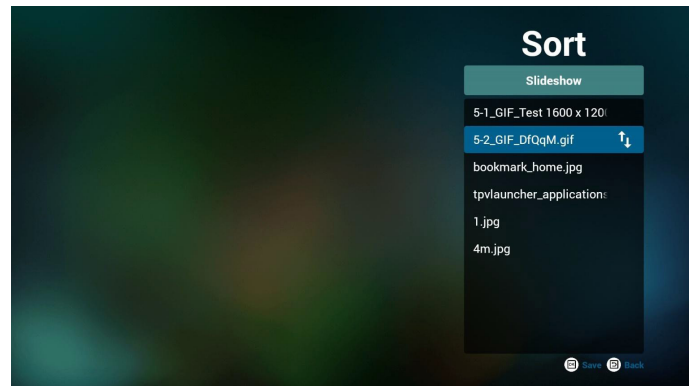 Sort
Slideshow
5-1_GIF_Test 1600 x 120
5-2_GIF_DfQqM.gif
bookmark_home.jpg
tpvlauncher_applications
1.jpg
4m.jpg
Save Back